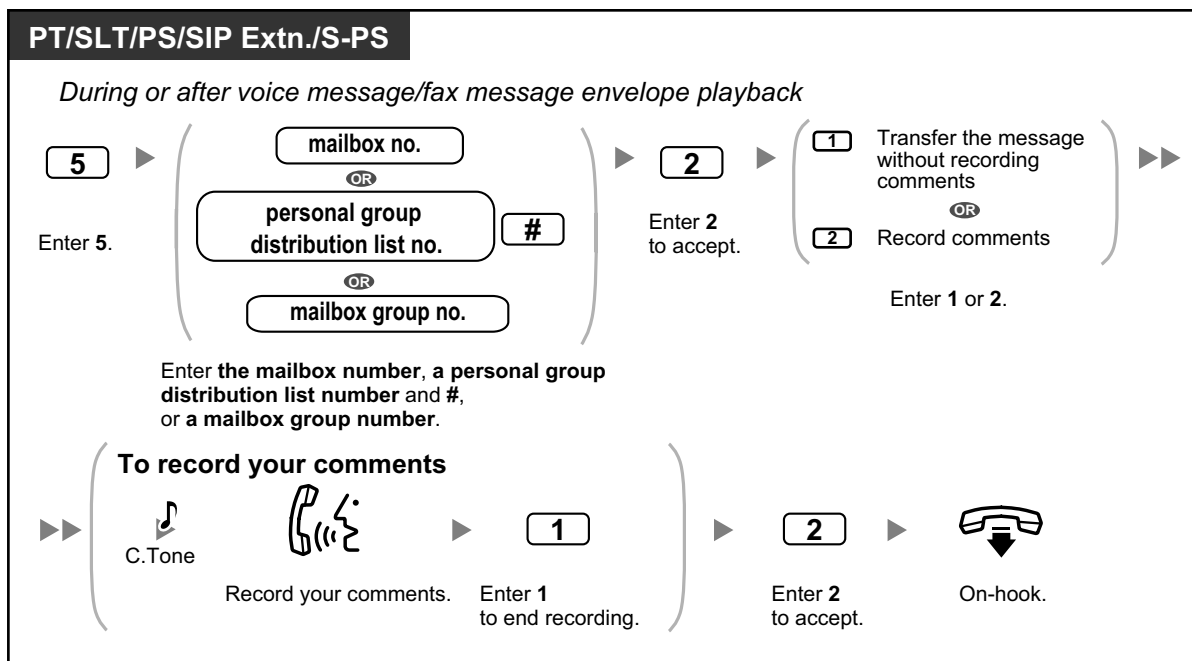 PT/SLT/PS/SIP Extn./S-PS
During or after voice message/fax message envelope playback
5
Enter 5.
mailbox no.
OR
personal group
distribution list no.
#
OR
mailbox group no.
Enter the mailbox number, a personal group
distribution list number and #,
or a mailbox group number.
2
Enter 2
to accept.
1 Transfer the message
without recording
comments
OR
2 Record comments
Enter 1 or 2.
To record your comments
C.Tone
Record your comments.
1
Enter 1
to end recording.
2
Enter 2
to accept.
On-hook.